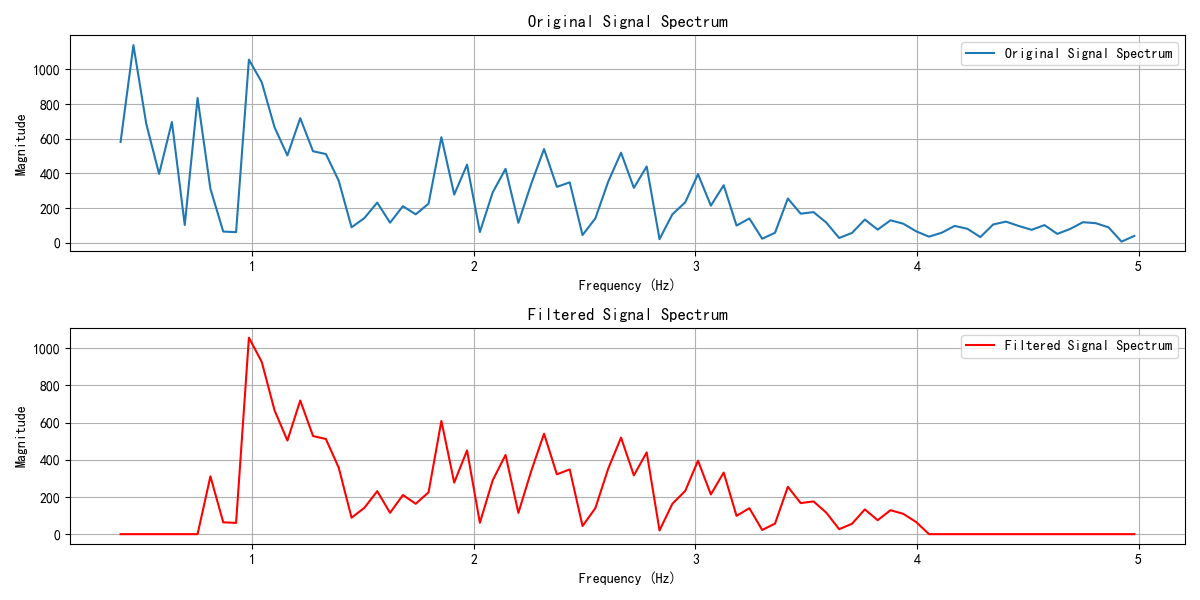 Original Signal Spectrum
Original Signal Spectrum
Magnitude
1000
800
600
400
200
0
1
2
3
4
5
Frequency (Hz)
Filtered Signal Spectrum
Filtered Signal Spectrum
Magnitude
1000
800
600
400
200
0
1
2
3
4
5
Frequency (Hz)